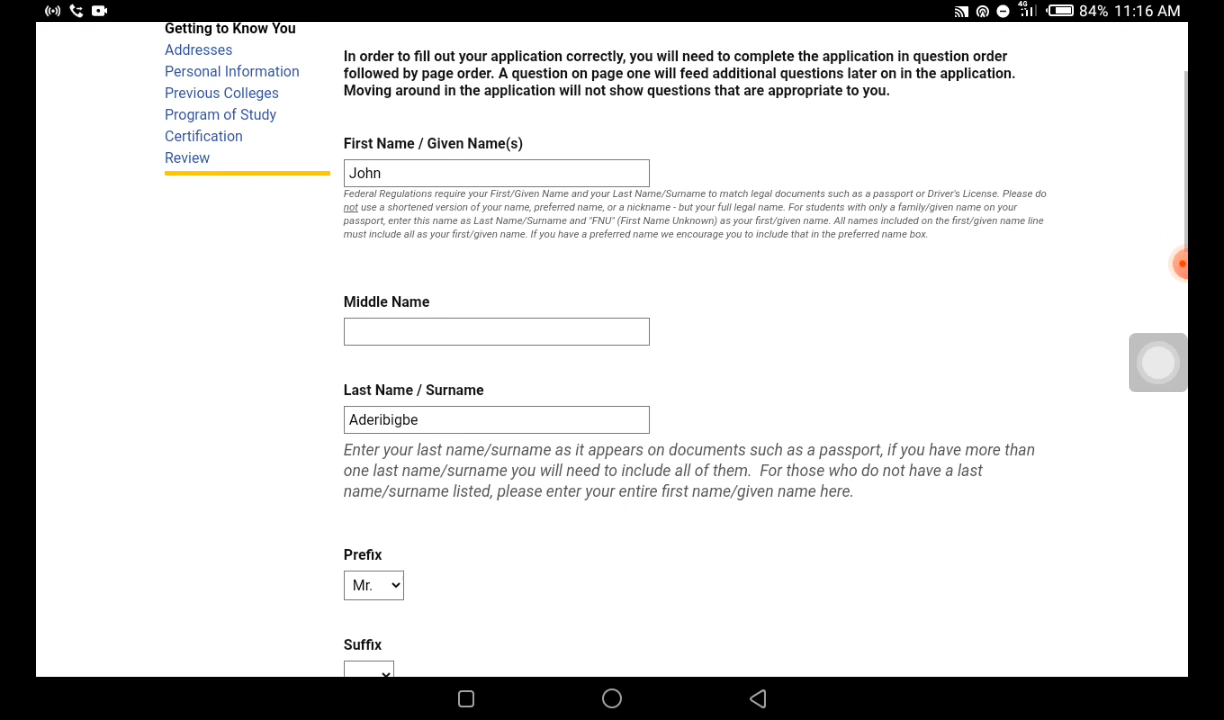 4G 84% 11:16 AM
Getting to Know You
Addresses
Personal Information
Previous Colleges
Program of Study
Certification
Review
In order to fill out your application correctly, you will need to complete the application in question order
followed by page order. A question on page one will feed additional questions later on in the application.
Moving around in the application will not show questions that are appropriate to you.
First Name / Given Name(s)
John
Federal Regulations require your First/Given Name and your Last Name/Surname to match legal documents such as a passport or Driver's License. Please do
not use a shortened version of your name, preferred name, or a nickname - but your full legal name. For students with only a family/given name on your
passport, enter this name as Last Name/Surname and "FNU" (First Name Unknown) as your first/given name. All names included on the first/given name line
must include all as your first/given name. If you have a preferred name we encourage you to include that in the preferred name box.
Middle Name
Last Name / Surname
Aderibigbe
Enter your last name/surname as it appears on documents such as a passport, if you have more than
one last name/surname you will need to include all of them. For those who do not have a last
name/surname listed, please enter your entire first name/given name here.
Prefix
Mr.
Suffix